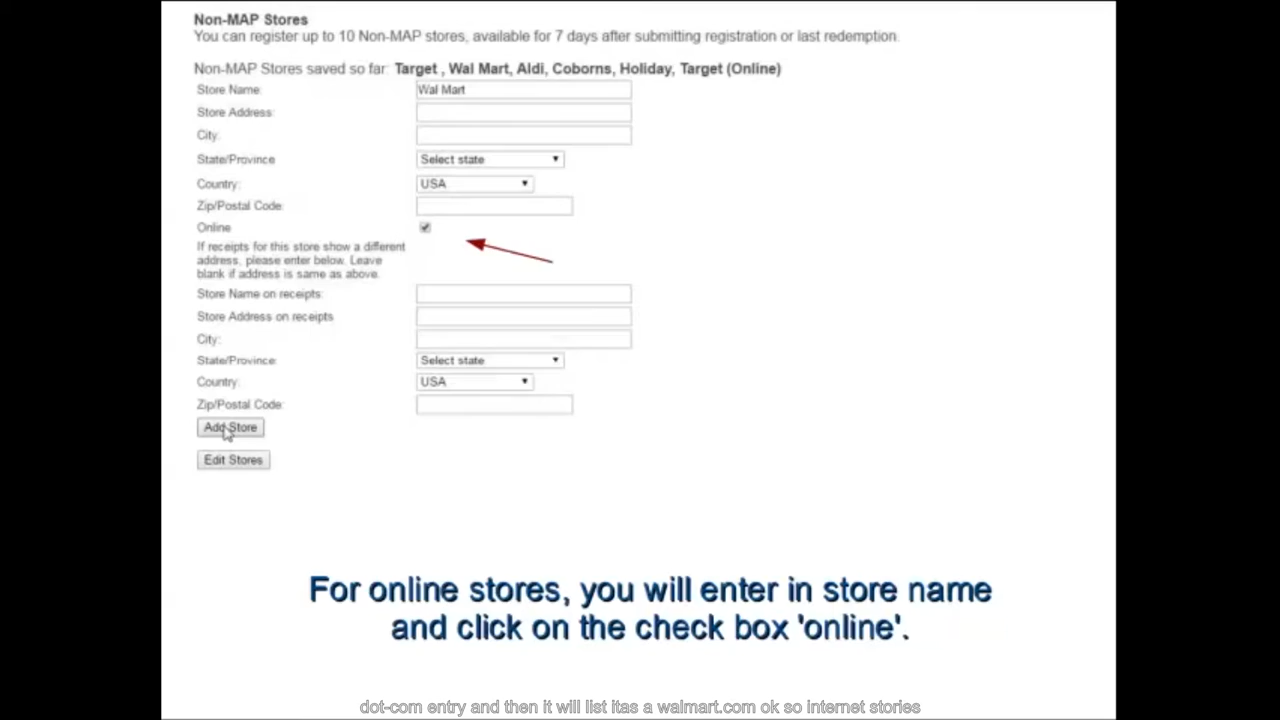 Non-MAP Stores
You can register up to 10 Non-MAP stores, available for 7 days after submitting registration or last redemption.
Non-MAP Stores saved so far: Target , Wal Mart, Aldi, Coborns, Holiday, Target (Online)
Store Name: Wal Mart
Store Address:
City:
State/Province Select state
Country: USA
Zip/Postal Code:
Online
If receipts for this store show a different
address, please enter below. Leave
blank if address is same as above.
Store Name on receipts:
Store Address on receipts
City:
State/Province: Select state
Country: USA
Zip/Postal Code:
Add Store
Edit Stores
For online stores, you will enter in store name
and click on the check box 'online'.
dot-com entry and then it will list itas a walmart.com ok so internet stories